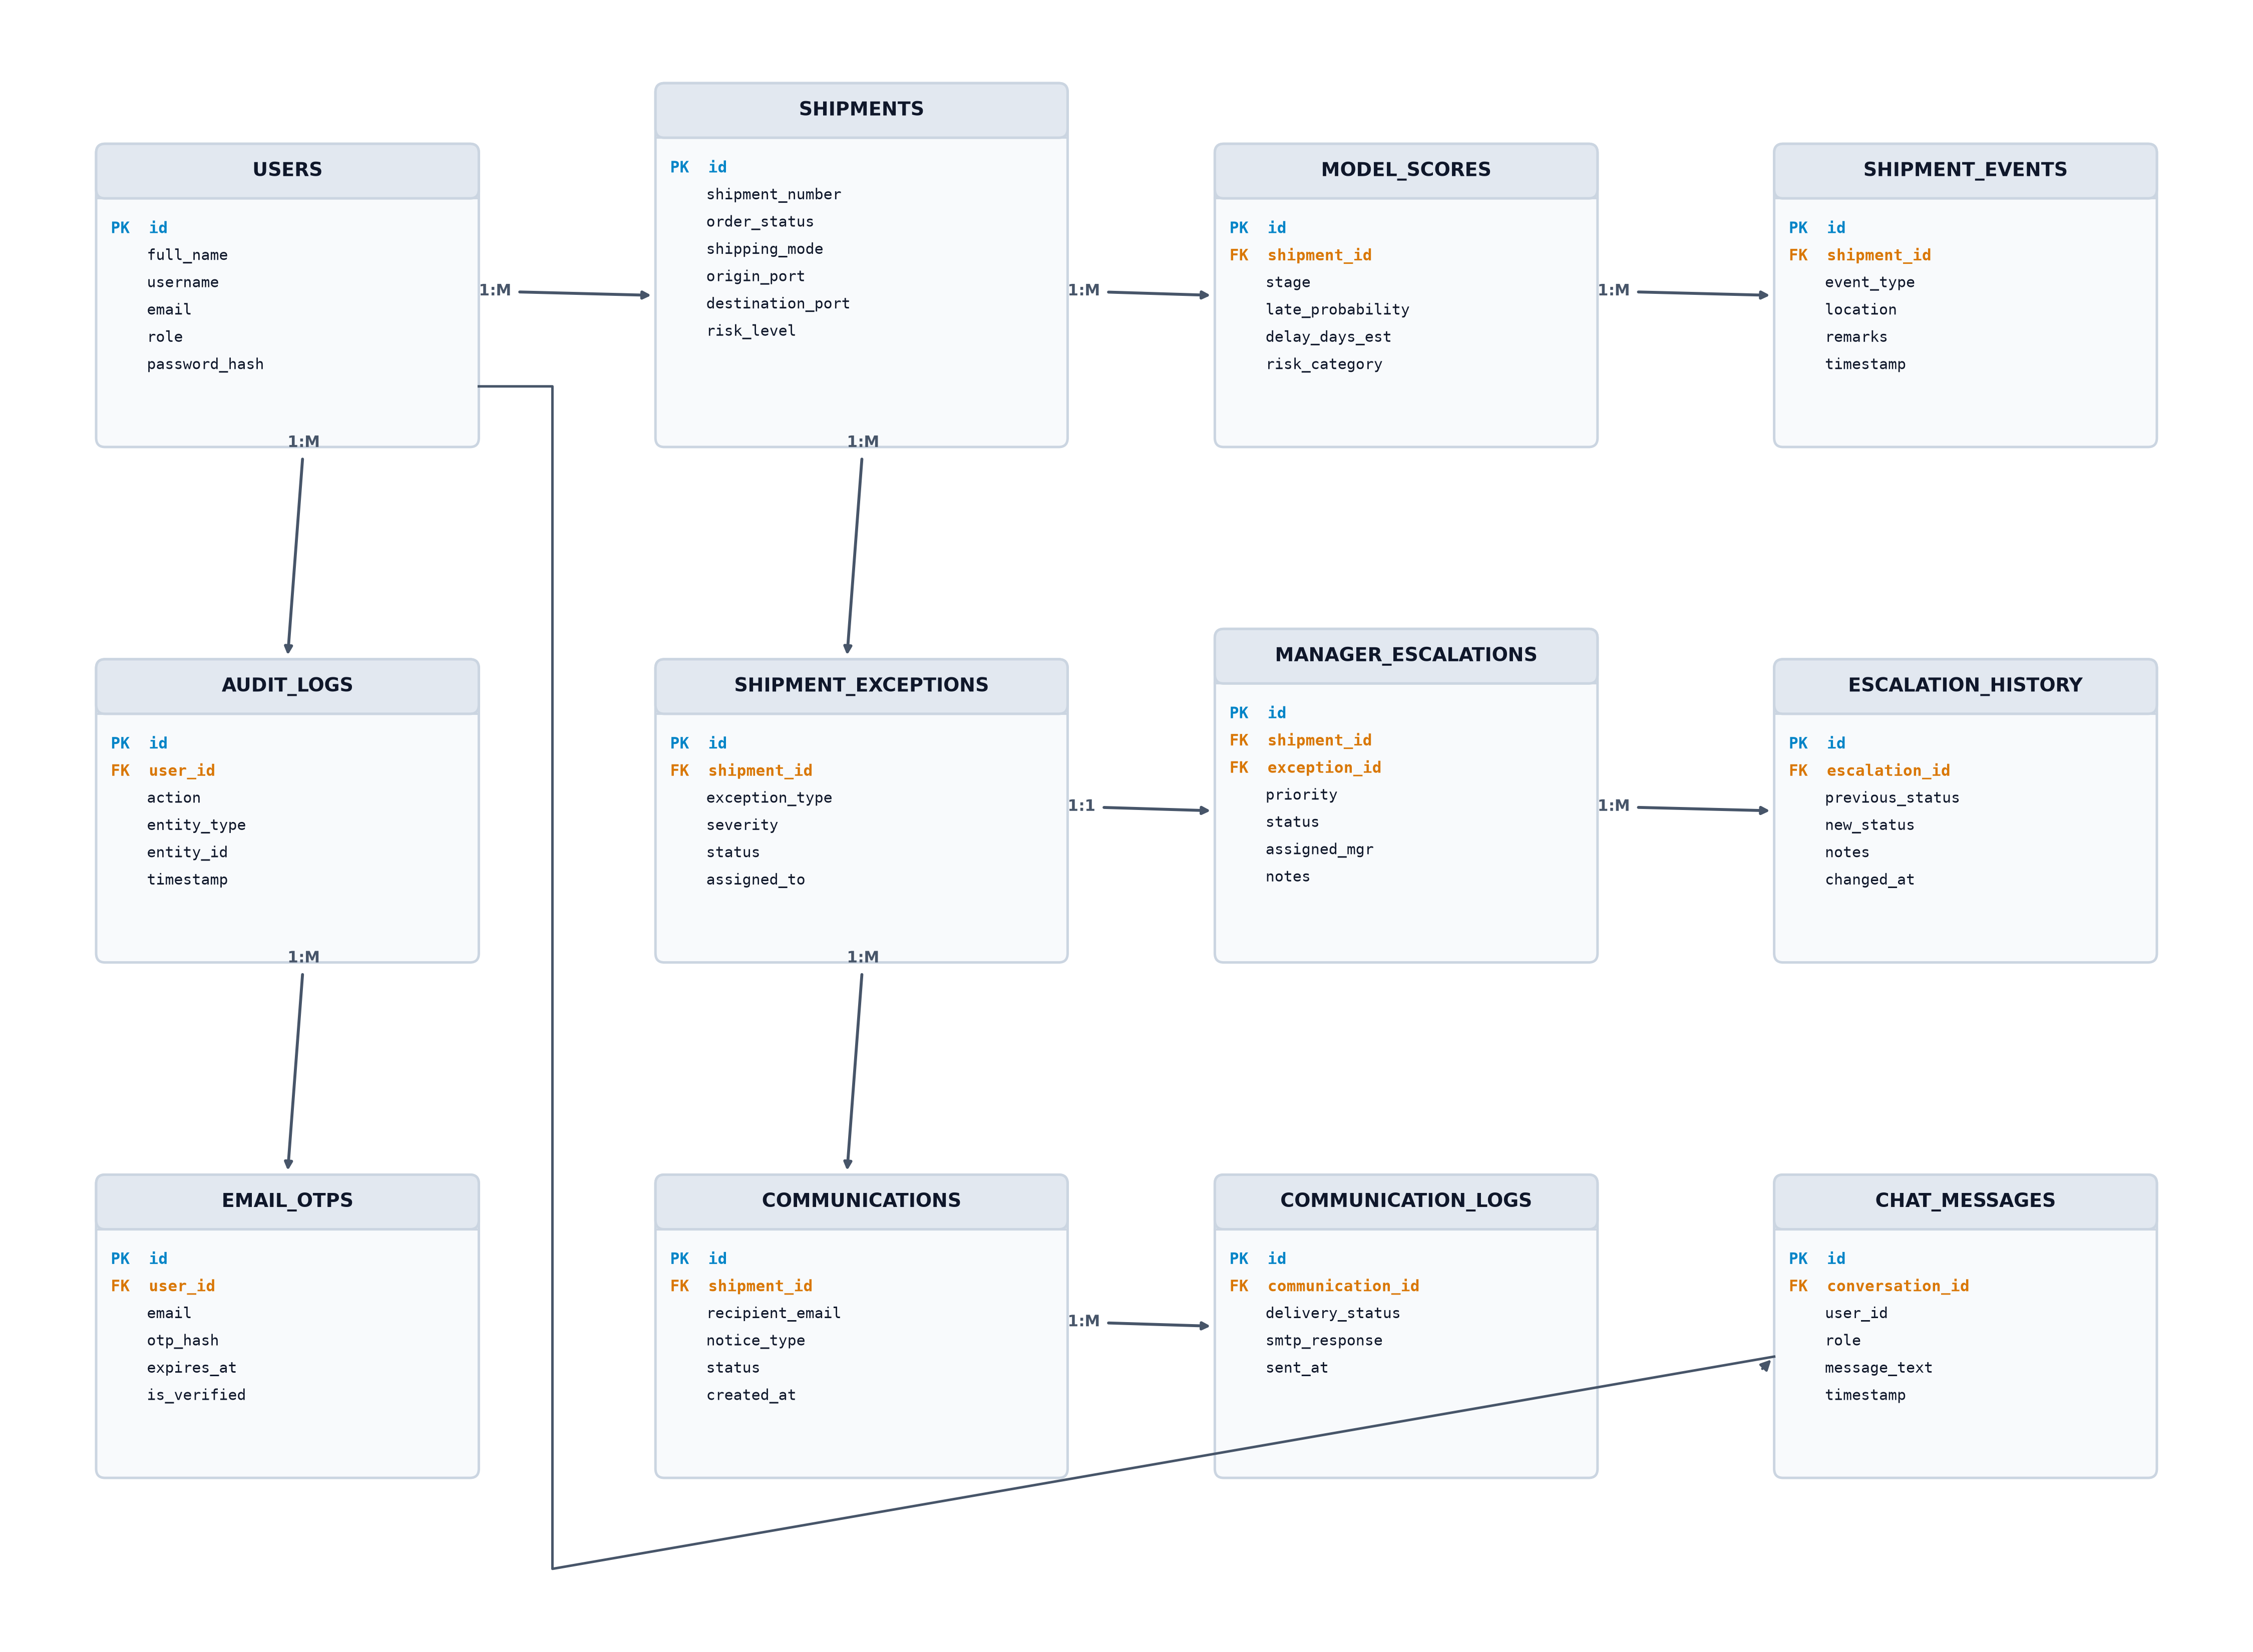 USERS
PK id
full_name
username
email
role
password_hash
1:M
1:M
SHIPMENTS
PK id
shipment_number
order_status
shipping_mode
origin_port
destination_port
risk_level
1:M
1:M
MODEL_SCORES
PK id
FK shipment_id
stage
late_probability
delay_days_est
risk_category
1:M
SHIPMENT_EVENTS
PK id
FK shipment_id
event_type
location
remarks
timestamp
AUDIT_LOGS
PK id
FK user_id
action
entity_type
entity_id
timestamp
1:M
SHIPMENT_EXCEPTIONS
PK id
FK shipment_id
exception_type
severity
status
assigned_to
1:1
1:M
MANAGER_ESCALATIONS
PK id
FK shipment_id
FK exception_id
priority
status
assigned_mgr
notes
1:M
ESCALATION_HISTORY
PK id
FK escalation_id
previous_status
new_status
notes
changed_at
EMAIL_OTPS
PK id
FK user_id
email
otp_hash
expires_at
is_verified
COMMUNICATIONS
PK id
FK shipment_id
recipient_email
notice_type
status
created_at
1:M
COMMUNICATION_LOGS
PK id
FK communication_id
delivery_status
smtp_response
sent_at
CHAT_MESSAGES
PK id
FK conversation_id
user_id
role
message_text
timestamp